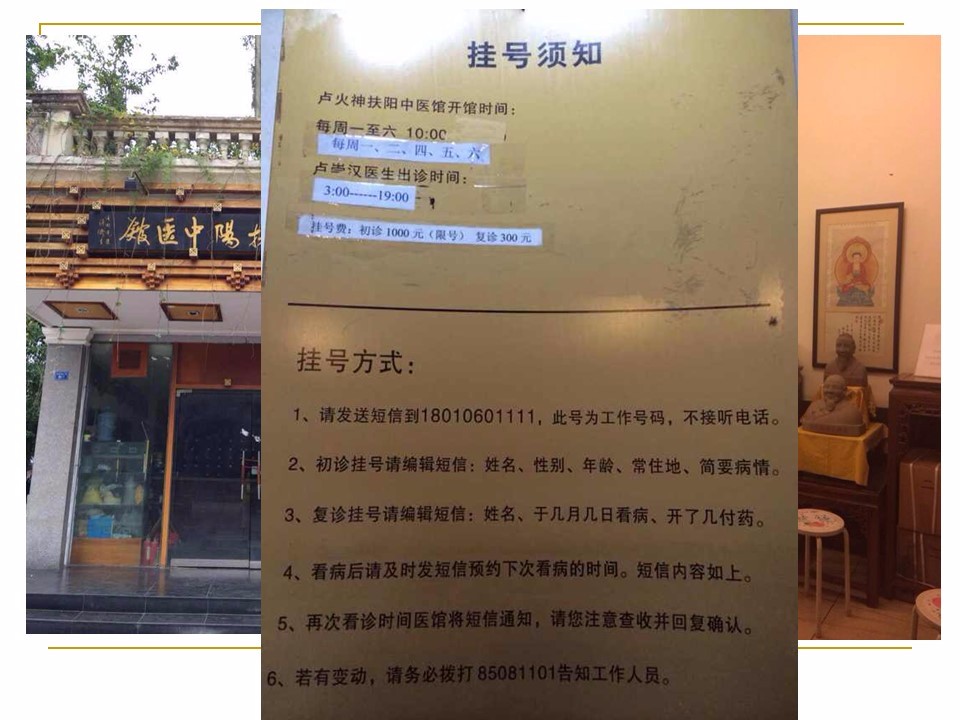 挂号须知
卢火神扶阳中医馆开馆时间：
每周一至六 10:00
每周一、二、四、五、六
卢崇汉医生出诊时间：
3:00------19:00
挂号费：初诊1000元（限号） 复诊300元
挂号方式：
1、请发送短信到18010601111，此号为工作号码，不接听电话。
2、初诊挂号请编辑短信：姓名、性别、年龄、常住地、简要病情。
3、复诊挂号请编辑短信：姓名、于几月几日看病、开了几付药。
4、看病后请及时发短信预约下次看病的时间。短信内容如上。
5、再次看诊时间医馆将短信通知，请您注意查收并回复确认。
6、若有变动，请务必拨打85081101告知工作人员。
館医中陽扶